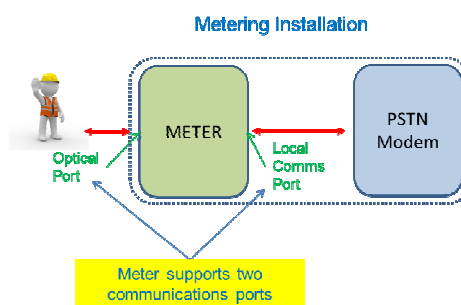 Metering Installation
METER
PSTN
Modem
Optical
Port
Local
Comms
Port
Meter supports two
communications ports